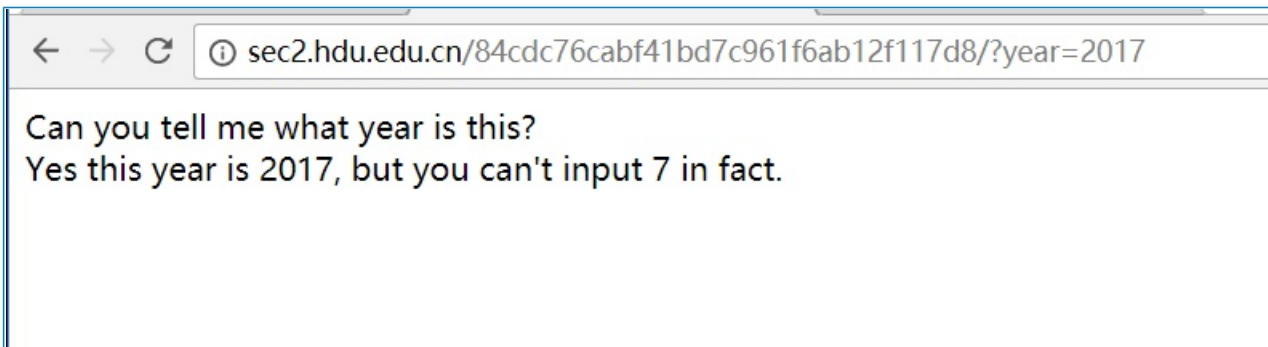 sec2.hdu.edu.cn/84cdc76cabf41bd7c961f6ab12f117d8/?year=2017
Can you tell me what year is this?
Yes this year is 2017, but you can't input 7 in fact.